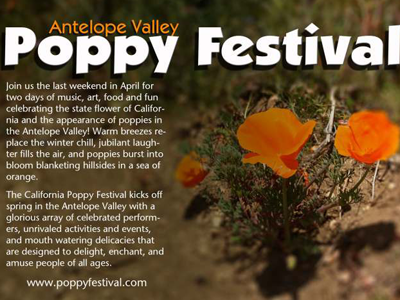 Antelope Valley
Poppy Festival
Join us the last weekend in April for
two days of music, art, food and fun
celebrating the state flower of Califor-
nia and the appearance of poppies in
the Antelope Valley! Warm breezes re-
place the winter chill, jubilant laugh-
ter fills the air, and poppies burst into
bloom blanketing hillsides in a sea of
orange.
The California Poppy Festival kicks off
spring in the Antelope Valley with a
glorious array of celebrated perform-
ers, unrivaled activities and events,
and mouth watering delicacies that
are designed to delight, enchant, and
amuse people of all ages.
www.poppyfestival.com